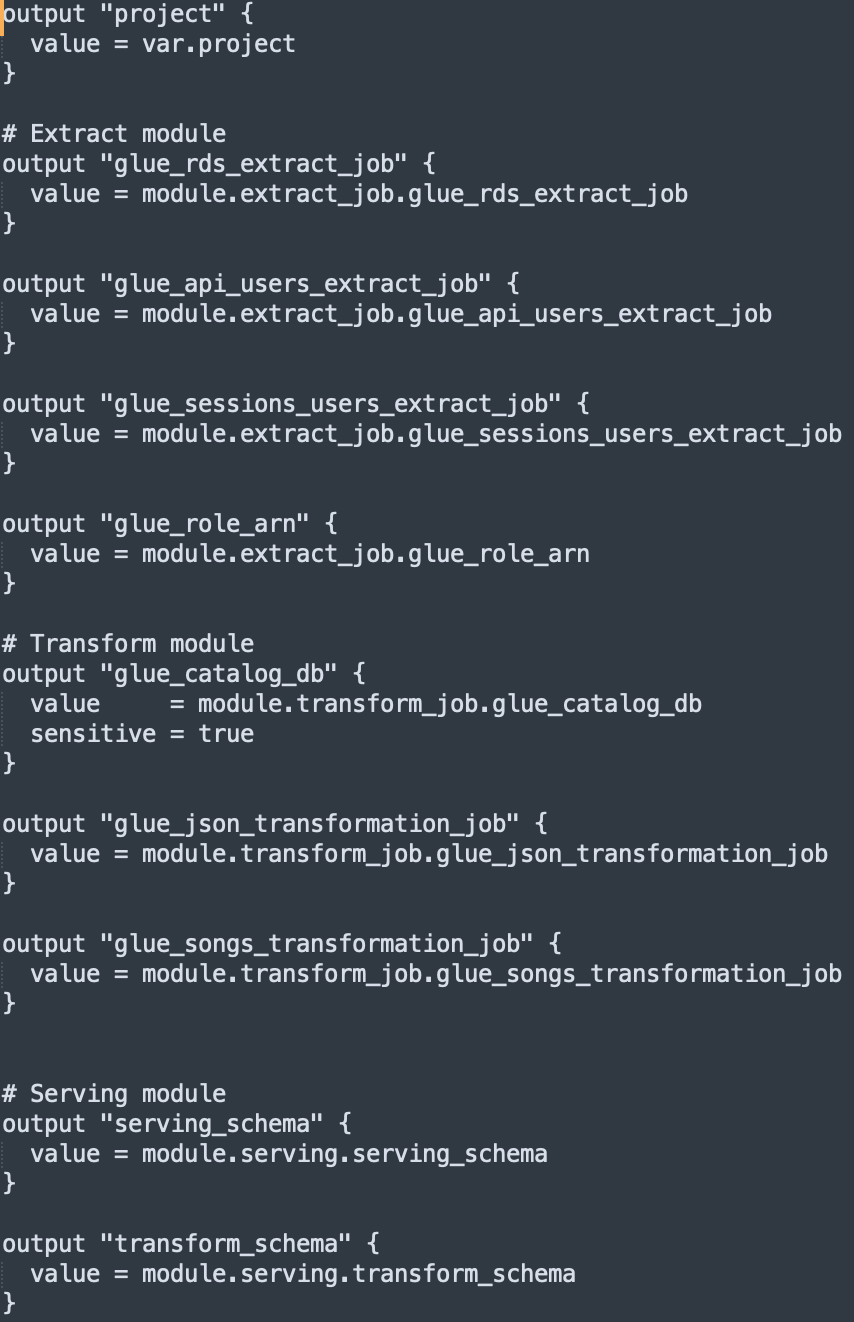 output "project" {
  value = var.project
}

# Extract module
output "glue_rds_extract_job" {
  value = module.extract_job.glue_rds_extract_job
}

output "glue_api_users_extract_job" {
  value = module.extract_job.glue_api_users_extract_job
}

output "glue_sessions_users_extract_job" {
  value = module.extract_job.glue_sessions_users_extract_job
}

output "glue_role_arn" {
  value = module.extract_job.glue_role_arn
}

# Transform module
output "glue_catalog_db" {
  value     = module.transform_job.glue_catalog_db
  sensitive = true
}

output "glue_json_transformation_job" {
  value = module.transform_job.glue_json_transformation_job
}

output "glue_songs_transformation_job" {
  value = module.transform_job.glue_songs_transformation_job
}


# Serving module
output "serving_schema" {
  value = module.serving.serving_schema
}

output "transform_schema" {
  value = module.serving.transform_schema
}